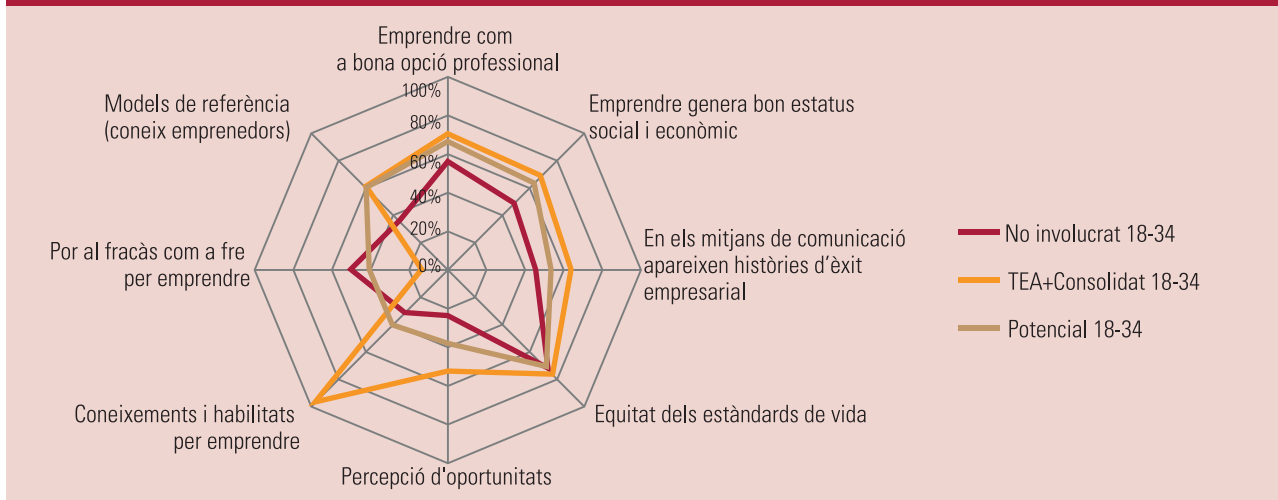 Emprendre com
a bona opció professional
Emprendre genera bon estatus
social i econòmic
En els mitjans de comunicació
apareixen històries d'èxit
empresarial
Equitat dels estàndards de vida
Percepció d'oportunitats
Coneixements i habilitats
per emprendre
Por al fracàs com a fre
per emprendre
Models de referència
(coneix emprenedors)
100%
80%
60%
40%
20%
0%
No involucrat 18-34
TEA+Consolidat 18-34
Potencial 18-34